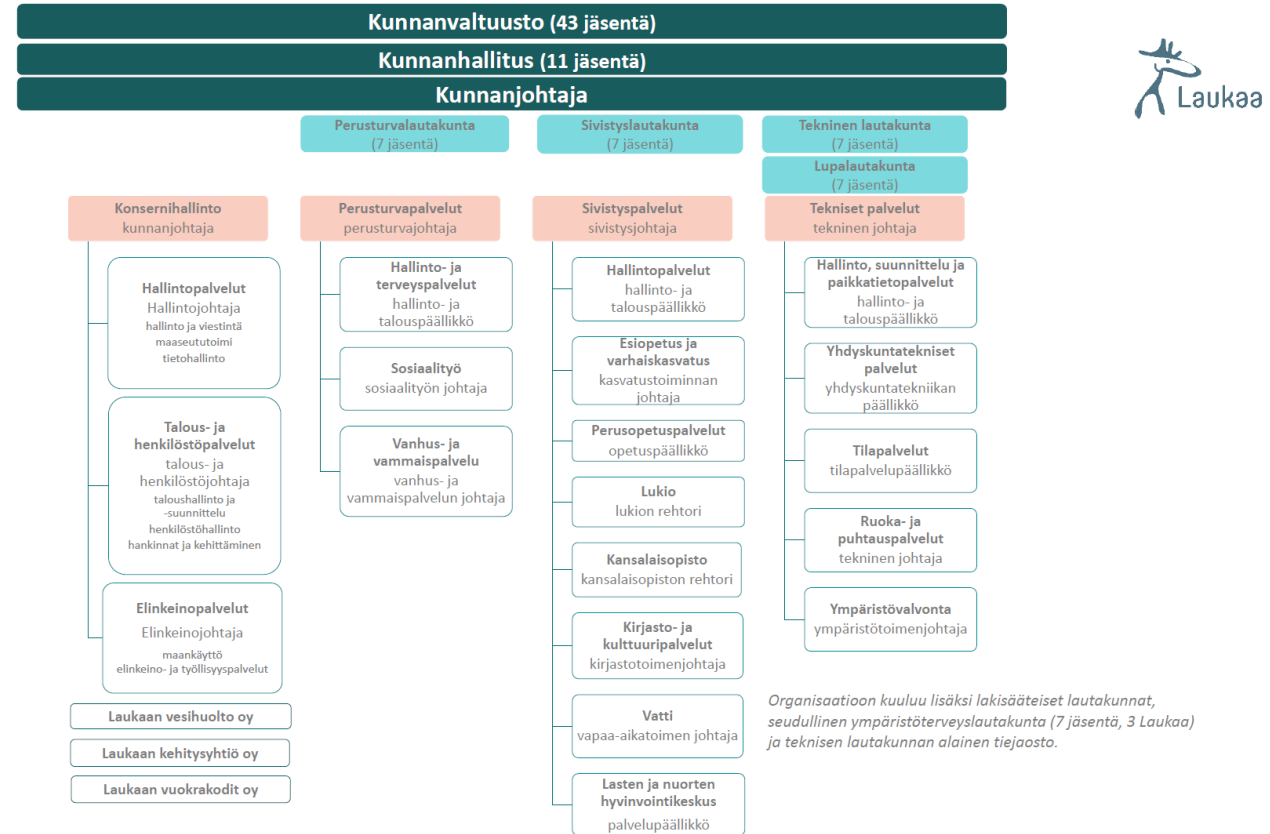 Kunnanvaltuusto (43 jäsentä)
Kunnanhallitus (11 jäsentä)
Kunnanjohtaja
Laukaa
Perusturvalautakunta
(7 jäsentä)
Sivistyslautakunta
(7 jäsentä)
Tekninen lautakunta
(7 jäsentä)
Lupalautakunta
(7 jäsentä)
Konsernihallinto
kunnanjohtaja
Hallintopalvelut
Hallintojohtaja
hallinto ja viestintä
maaseututoimi
tietohallinto
Talous- ja
henkilöstöpalvelut
talous- ja
henkilöstöjohtaja
taloushallinto ja
-suunnittelu
henkilöstöhallinto
hankinnat ja kehittäminen
Elinkeinopalvelut
Elinkeinojohtaja
maankäyttö
elinkeino- ja työllisyyspalvelut
Laukaan vesihuolto oy
Laukaan kehitysyhtiö oy
Laukaan vuokrakodit oy
Perusturvapalvelut
perusturvajohtaja
Hallinto- ja
terveyspalvelut
hallinto- ja
talouspäällikkö
Sosiaalityö
sosiaalityön johtaja
Vanhus- ja
vammaispalvelu
vanhus- ja
vammaispalvelun johtaja
Sivistyspalvelut
sivistysjohtaja
Hallintopalvelut
hallinto- ja
talouspäällikkö
Esiopetus ja
varhaiskasvatus
kasvatustoiminnan
johtaja
Perusopetuspalvelut
opetuspäällikkö
Lukio
lukion rehtori
Kansalaisopisto
kansalaisopiston rehtori
Kirjasto- ja
kulttuuripalvelut
kirjastotoimenjohtaja
Vatti
vapaa-aikatoimen johtaja
Lasten ja nuorten
hyvinvointikeskus
palvelupäällikkö
Tekniset palvelut
tekninen johtaja
Hallinto, suunnittelu ja
paikkatietopalvelut
hallinto- ja
talouspäällikkö
Yhdyskuntatekniset
palvelut
yhdyskuntatekniikan
päällikkö
Tilapalvelut
tilapalvelupäällikkö
Ruoka- ja
puhtauspalvelut
tekninen johtaja
Ympäristövalvonta
ympäristötoimenjohtaja
Organisaatioon kuuluu lisäksi lakisääteiset lautakunnat,
seudullinen ympäristöterveyslautakunta (7 jäsentä, 3 Laukaa)
ja teknisen lautakunnan alainen tiejaosto.